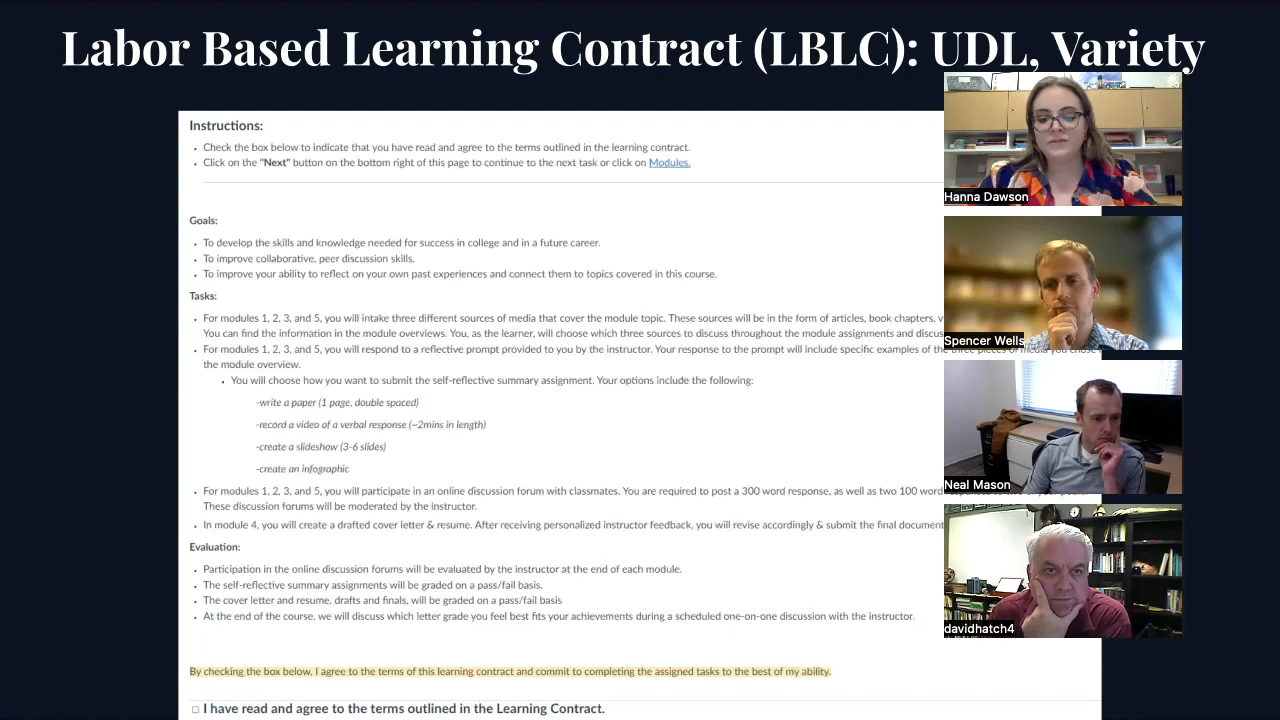 Labor Based Learning Contract (LBLC): UDL, Variety
Instructions:
Check the box below to indicate that you have read and agree to the terms outlined in the learning contract.
Click on the "Next" button on the bottom right of this page to continue to the next task or click on Modules.
Hanna Dawson
Goals:
To develop the skills and knowledge needed for success in college and in a future career.
To improve collaborative, peer discussion skills.
To improve your ability to reflect on your own past experiences and connect them to topics covered in this course.
Tasks:
For modules 1, 2, 3, and 5, you will intake three different sources of media that cover the module topic. These sources will be in the form of articles, book chapters,
You can find the information in the module overviews. You, as the learner, will choose which three sources to discuss throughout the module assignments and
Spencer Wells
For modules 1, 2, 3, and 5, you will respond to a reflective prompt provided to you by the instructor. Your response to the prompt will include specific examples of the three pieces of media you chose
the module overview.
You will choose how you want to submit the self-reflective summary assignment. Your options include the following:
-write a paper (1 page, double spaced)
-record a video of a verbal response (~2mins in length)
-create a slideshow (3-6 slides)
-create an infographic
Neal Mason
For modules 1, 2, 3, and 5, you will participate in an online discussion forum with classmates. You are required to post a 300 word response, as well as two 100 word
These discussion forums will be moderated by the instructor.
In module 4, you will create a drafted cover letter & resume. After receiving personalized instructor feedback, you will revise accordingly & submit the final document
Evaluation:
Participation in the online discussion forums will be evaluated by the instructor at the end of each module.
The self-reflective summary assignments will be graded on a pass/fail basis.
The cover letter and resume, drafts and finals, will be graded on a pass/fail basis
At the end of the course, we will discuss which letter grade you feel best fits your achievements during a scheduled one-on-one discussion with the instructor.
davidhatch4
By checking the box below, I agree to the terms of this learning contract and commit to completing the assigned tasks to the best of my ability.
I have read and agree to the terms outlined in the Learning Contract.